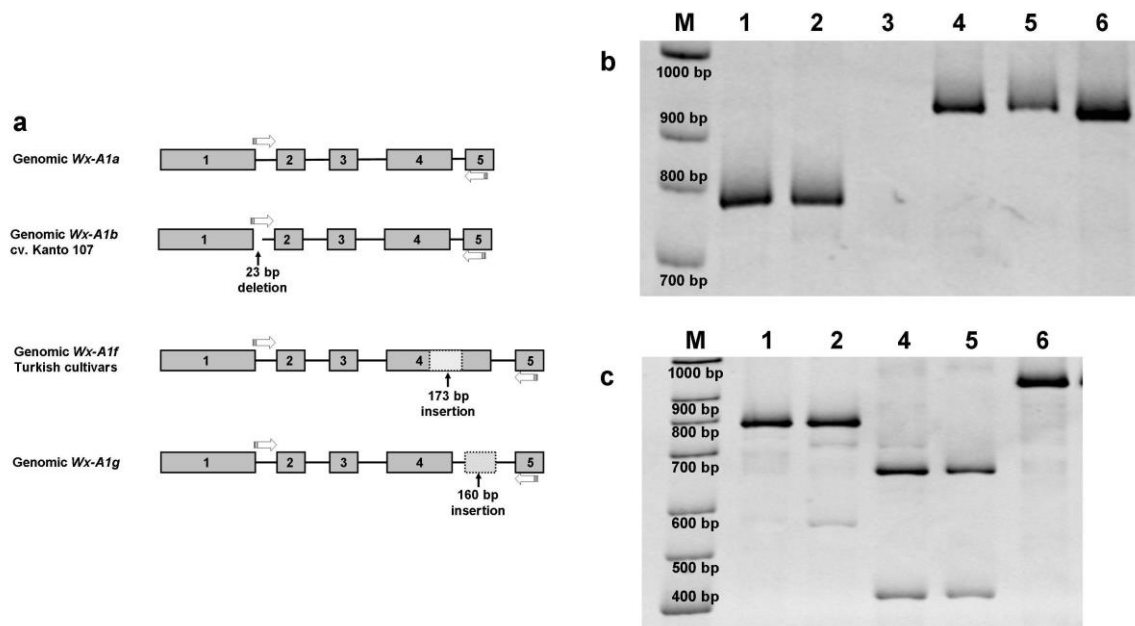 a
Genomic Wx-A1a
1 2 3 4 5
Genomic Wx-A1b
cv. Kanto 107
1 2 3 4 5
23 bp
deletion
Genomic Wx-A1f
Turkish cultivars
1 2 3 4 5
173 bp
insertion
Genomic Wx-A1g
1 2 3 4 5
160 bp
insertion
b
M 1 2 3 4 5 6
1000 bp
900 bp
800 bp
700 bp
c
M 1 2 4 5 6
1000 bp
900 bp
800 bp
700 bp
600 bp
500 bp
400 bp